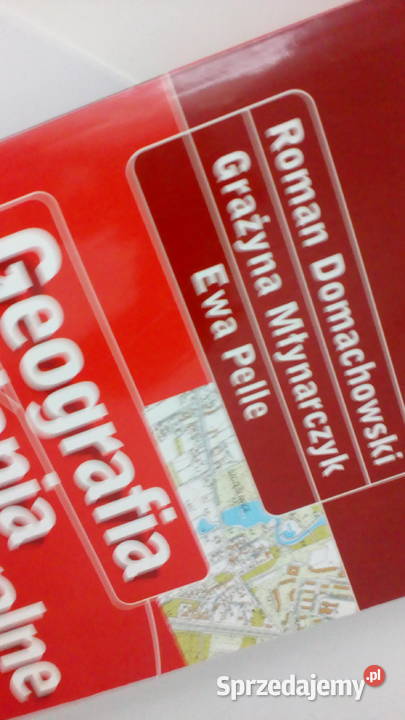 Roman Domachowski
Grażyna Młynarczyk
Ewa Pelle
Geografia
Sprzedajemy.pl